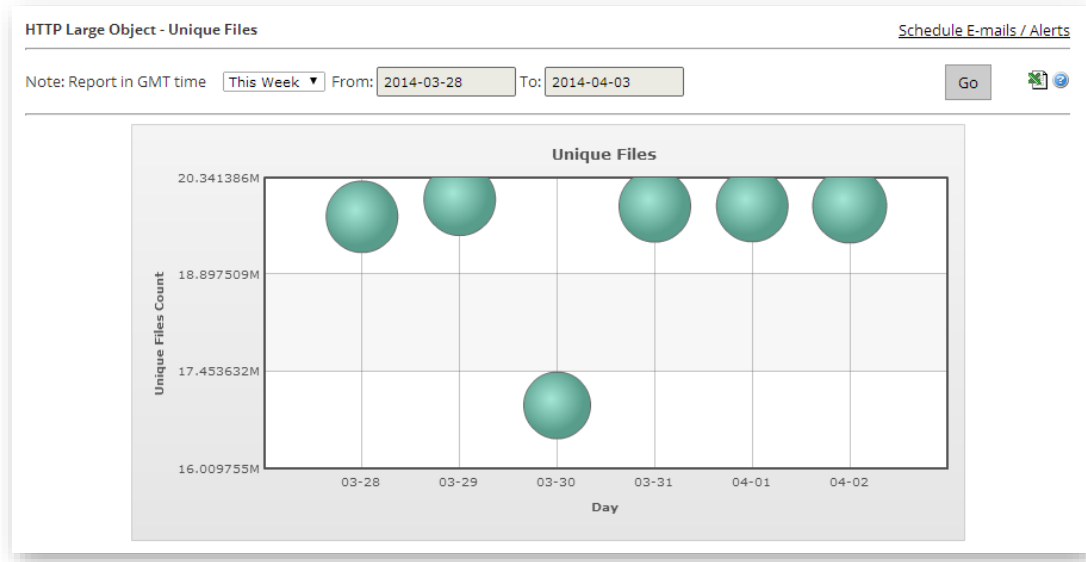 HTTP Large Object - Unique Files
Schedule E-mails / Alerts
Note: Report in GMT time This Week From: 2014-03-28 To: 2014-04-03 Go
Unique Files
20.341386M
18.897509M
17.453632M
16.009755M
Unique Files Count
03-28 03-29 03-30 03-31 04-01 04-02
Day